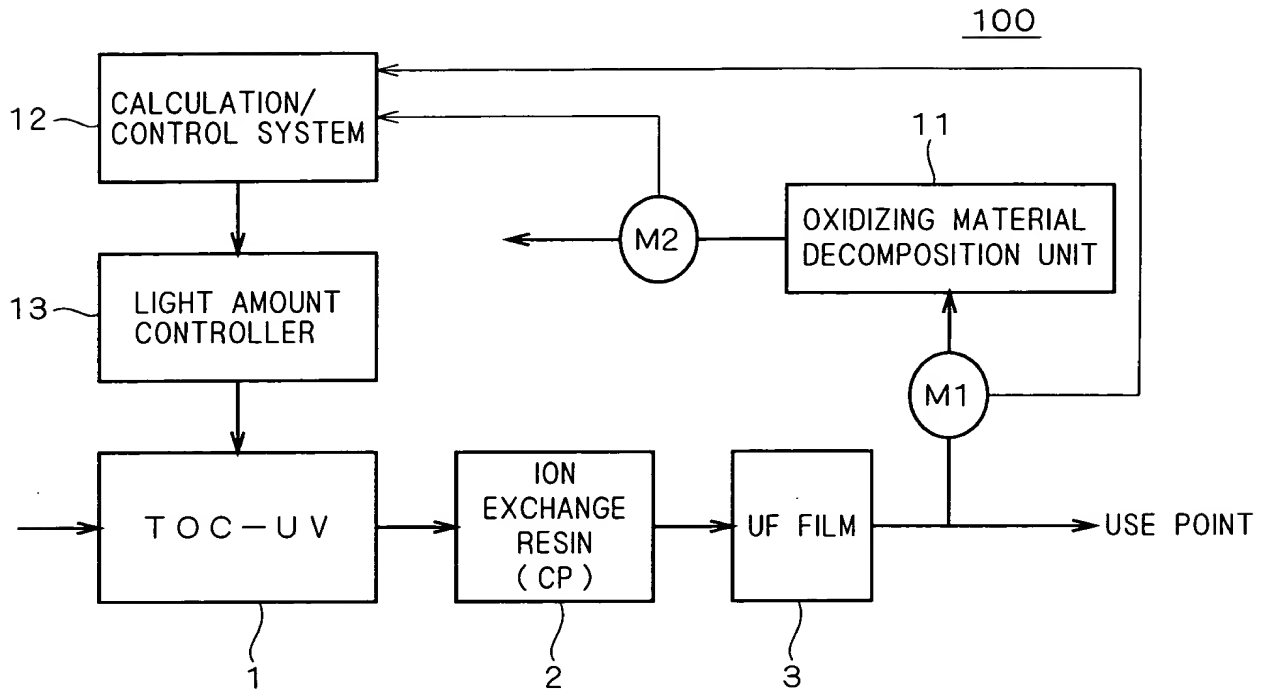 100
12
CALCULATION/
CONTROL SYSTEM
11
OXIDIZING MATERIAL
DECOMPOSITION UNIT
M2
13
LIGHT AMOUNT
CONTROLLER
M1
TOC-UV
ION
EXCHANGE
RESIN
(CP)
UF FILM
USE POINT
1
2
3